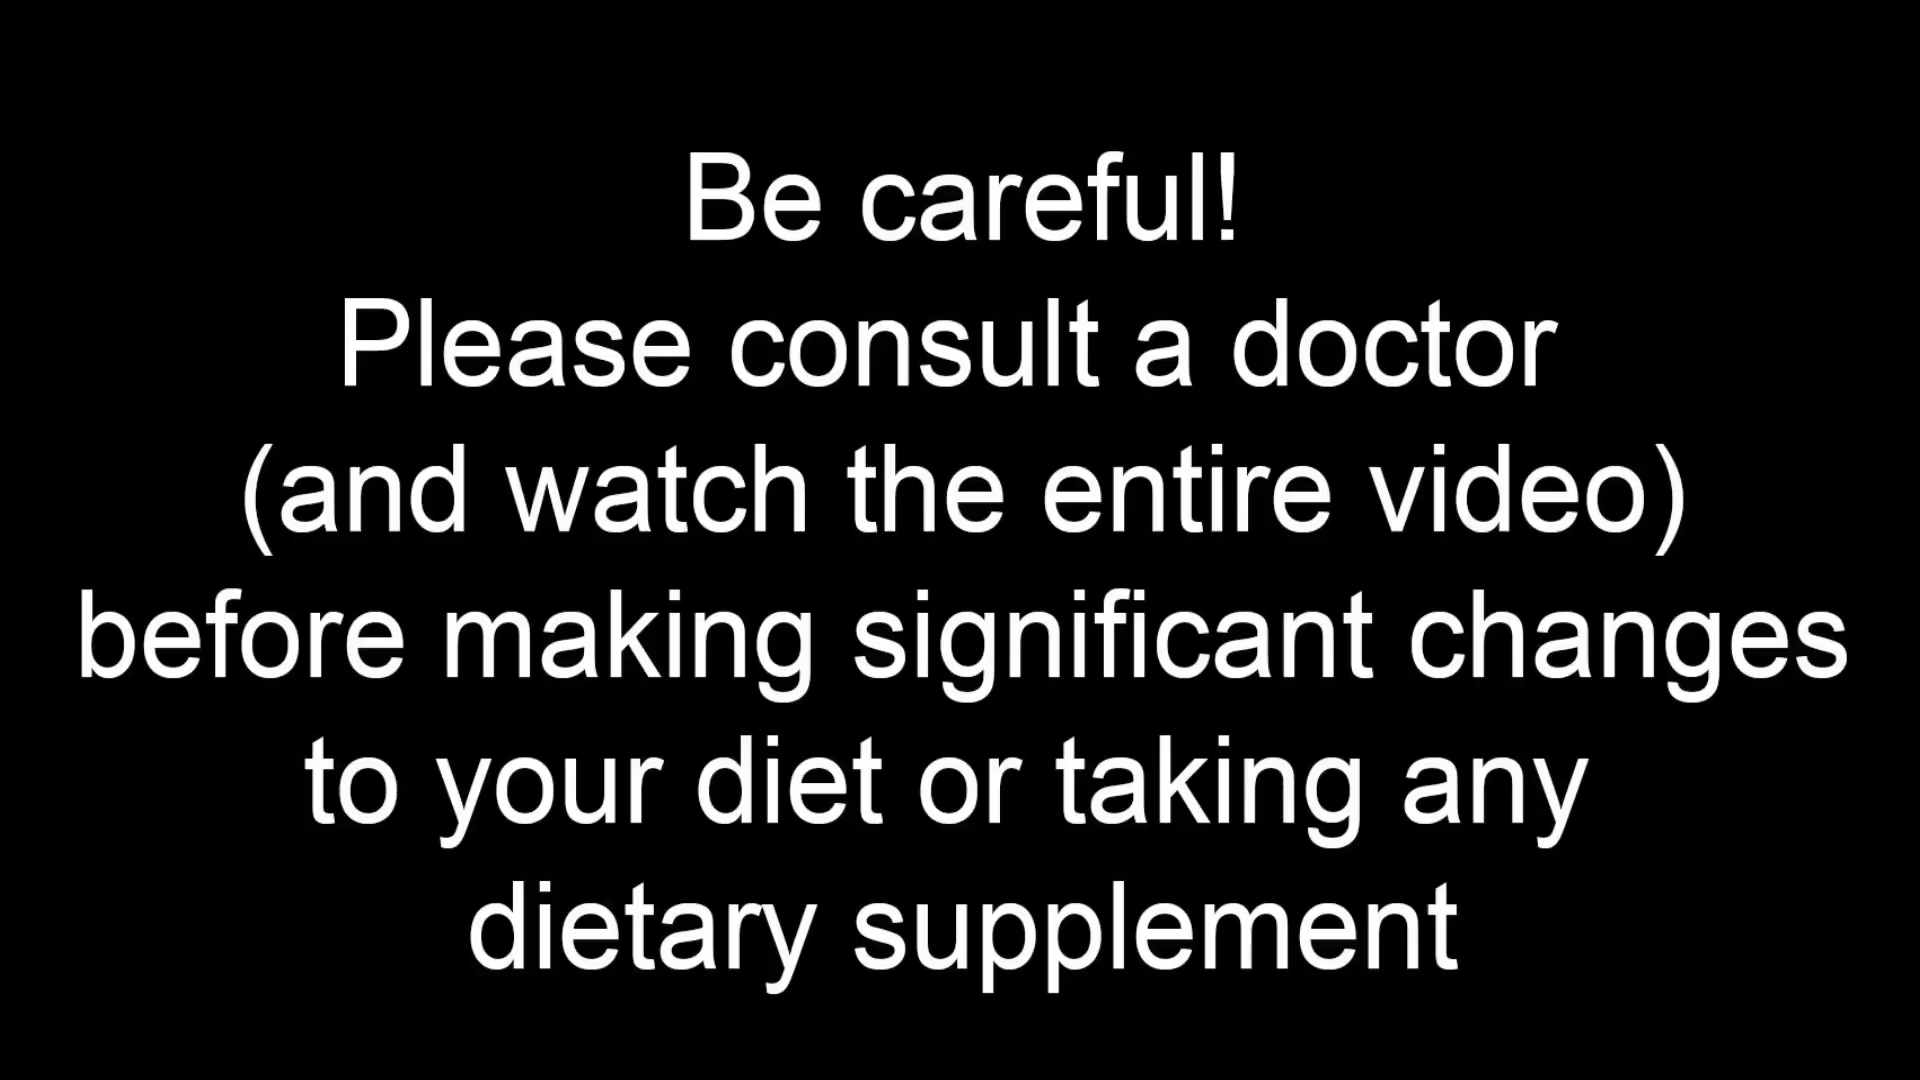 Be careful!
Please consult a doctor
(and watch the entire video)
before making significant changes
to your diet or taking any
dietary supplement